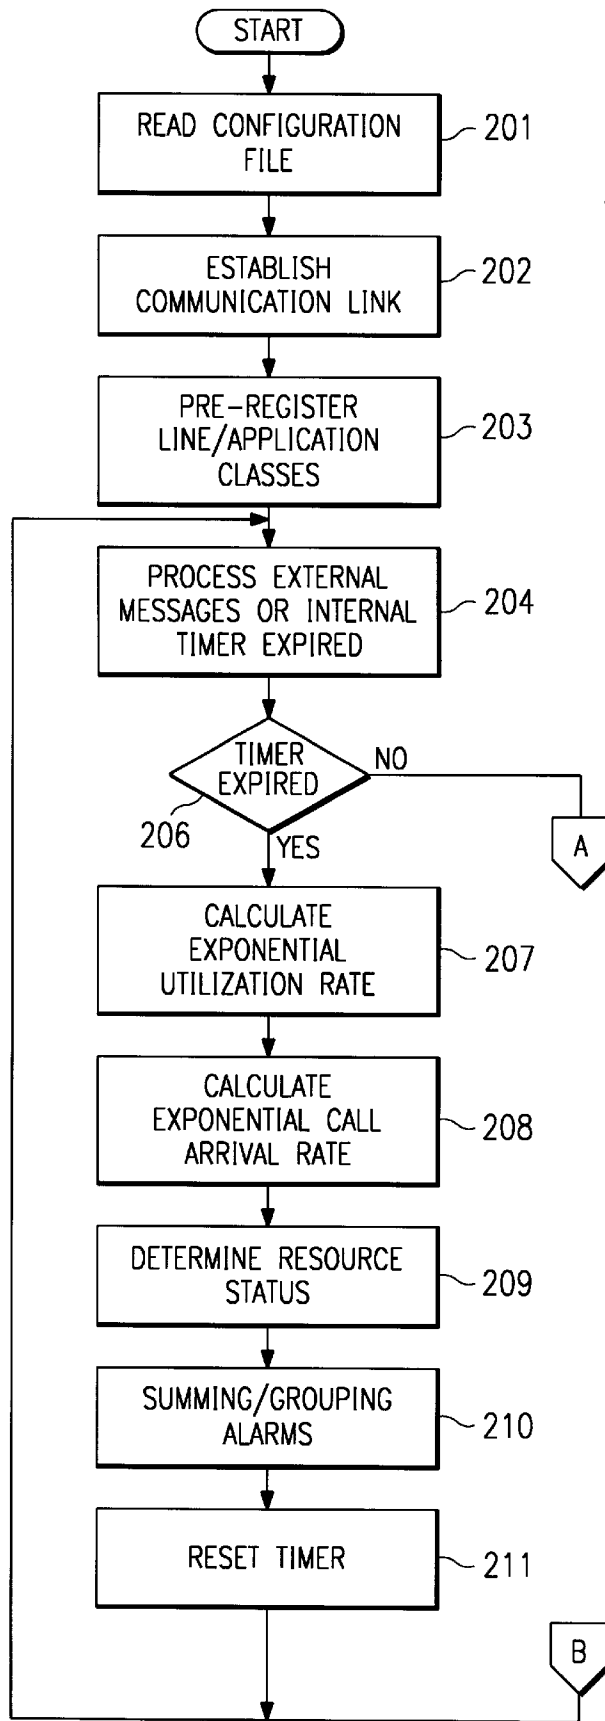 START
READ CONFIGURATION
FILE
201
ESTABLISH
COMMUNICATION LINK
202
PRE-REGISTER
LINE/APPLICATION
CLASSES
203
PROCESS EXTERNAL
MESSAGES OR INTERNAL
TIMER EXPIRED
204
TIMER
EXPIRED
NO
206
YES
A
CALCULATE
EXPONENTIAL
UTILIZATION RATE
207
CALCULATE
EXPONENTIAL CALL
ARRIVAL RATE
208
DETERMINE RESOURCE
STATUS
209
SUMMING/GROUPING
ALARMS
210
RESET TIMER
211
B